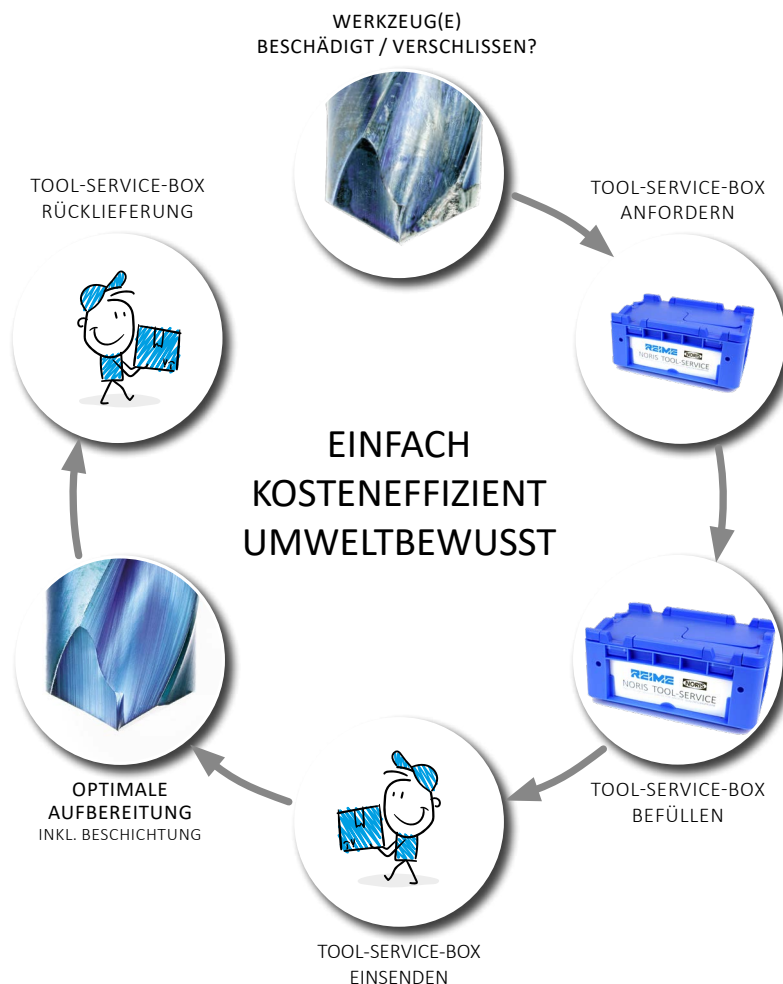 WERKZEUG(E)
BESCHÄDIGT / VERSCHLISSEN?
TOOL-SERVICE-BOX
ANFORDERN
REIME NORIS
NORIS TOOL-SERVICE
REIME NORIS
NORIS TOOL-SERVICE
TOOL-SERVICE-BOX
BEFÜLLEN
TOOL-SERVICE-BOX
EINSENDEN
OPTIMALE
AUFBEREITUNG
INKL. BESCHICHTUNG
TOOL-SERVICE-BOX
RÜCKLIEFERUNG
EINFACH
KOSTENEFFIZIENT
UMWELTBEWUSST